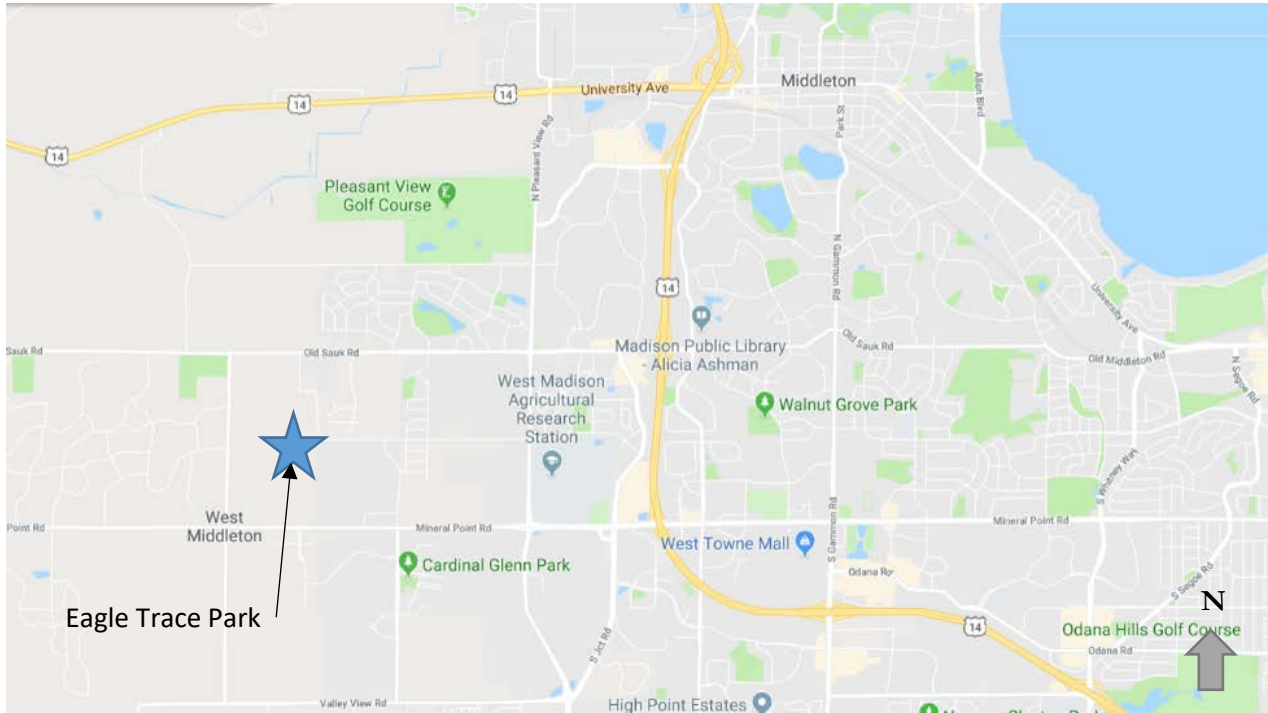 Middleton
University Ave
14
14
14
Allen Blvd
Park St
N Pleasant View Rd
Pleasant View
Golf Course
N Gammon Rd
14
University Ave
Madison Public Library
- Alicia Ashman
Sauk Rd
Old Sauk Rd
Old Sauk Rd
Old Middleton Rd
N Segoe Rd
West Madison
Agricultural
Research
Station
Walnut Grove Park
S Whitney Way
West
Middleton
Point Rd
Mineral Point Rd
Mineral Point Rd
West Towne Mall
S Gammon Rd
Cardinal Glenn Park
Odana Rd
S Segoe Rd
N
Eagle Trace Park
14
Odana Hills Golf Course
Odana Rd
S Jct Rd
Valley View Rd
High Point Estates